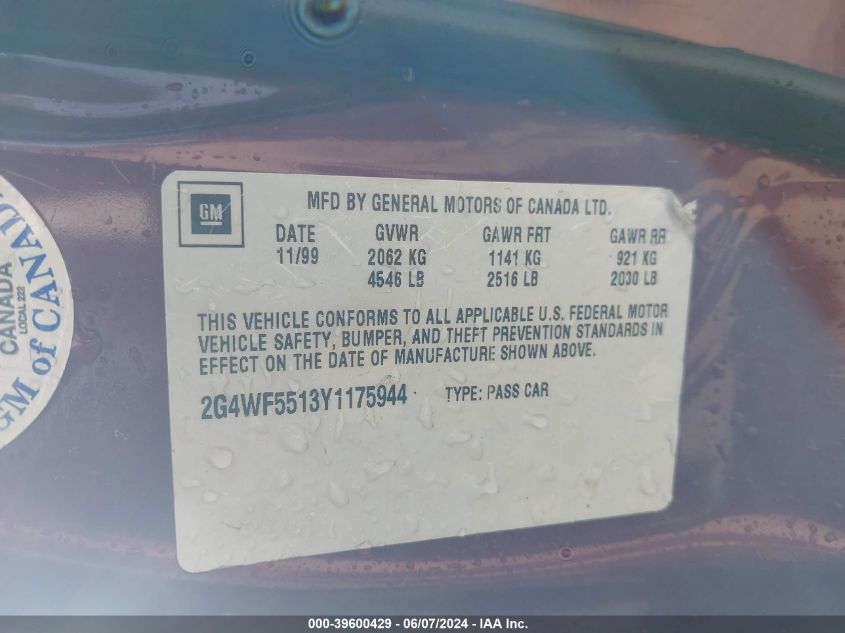 GM
MFD BY GENERAL MOTORS OF CANADA LTD.
DATE GVWR GAWR FRT GAWR RR
11/99 2062 KG 1141 KG 921 KG
4546 LB 2516 LB 2030 LB
THIS VEHICLE CONFORMS TO ALL APPLICABLE U.S. FEDERAL MOTOR
VEHICLE SAFETY, BUMPER, AND THEFT PREVENTION STANDARDS IN
EFFECT ON THE DATE OF MANUFACTURE SHOWN ABOVE.
2G4WF5513Y1175944 TYPE: PASS CAR
CANADA
LOCAL 222
GM of CANADA
000-39600429 - 06/07/2024 - IAA Inc.